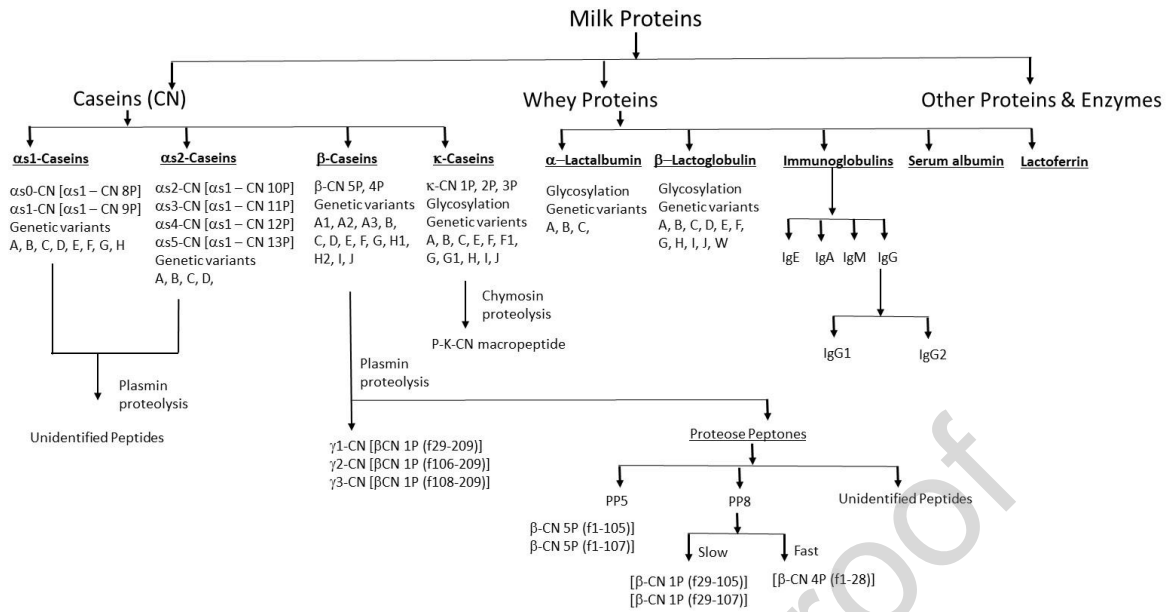 Milk Proteins
Caseins (CN)
Whey Proteins
Other Proteins & Enzymes
αs1-Caseins
αs0-CN [αs1 – CN 8P]
αs1-CN [αs1 – CN 9P]
Genetic variants
A, B, C, D, E, F, G, H
αs2-Caseins
αs2-CN [αs1 – CN 10P]
αs3-CN [αs1 – CN 11P]
αs4-CN [αs1 – CN 12P]
αs5-CN [αs1 – CN 13P]
Genetic variants
A, B, C, D,
Plasmin
proteolysis
Unidentified Peptides
β-Caseins
β-CN 5P, 4P
Genetic variants
A1, A2, A3, B,
C, D, E, F, G, H1,
H2, I, J
κ-Caseins
κ-CN 1P, 2P, 3P
Glycosylation
Genetic varients
A, B, C, E, F, F1,
G, G1, H, I, J
Chymosin
proteolysis
P-K-CN macropeptide
Plasmin
proteolysis
γ1-CN [βCN 1P (f29-209)]
γ2-CN [βCN 1P (f106-209)]
γ3-CN [βCN 1P (f108-209)]
Proteose Peptones
PP5
β-CN 5P (f1-105)]
β-CN 5P (f1-107)]
PP8
Slow
[β-CN 1P (f29-105)]
[β-CN 1P (f29-107)]
Fast
[β-CN 4P (f1-28)]
Unidentified Peptides
α–Lactalbumin
Glycosylation
Genetic variants
A, B, C,
β–Lactoglobulin
Glycosylation
Genetic variants
A, B, C, D, E, F,
G, H, I, J, W
Immunoglobulins
IgE
IgA
IgM
IgG
IgG1
IgG2
Serum albumin
Lactoferrin
roof